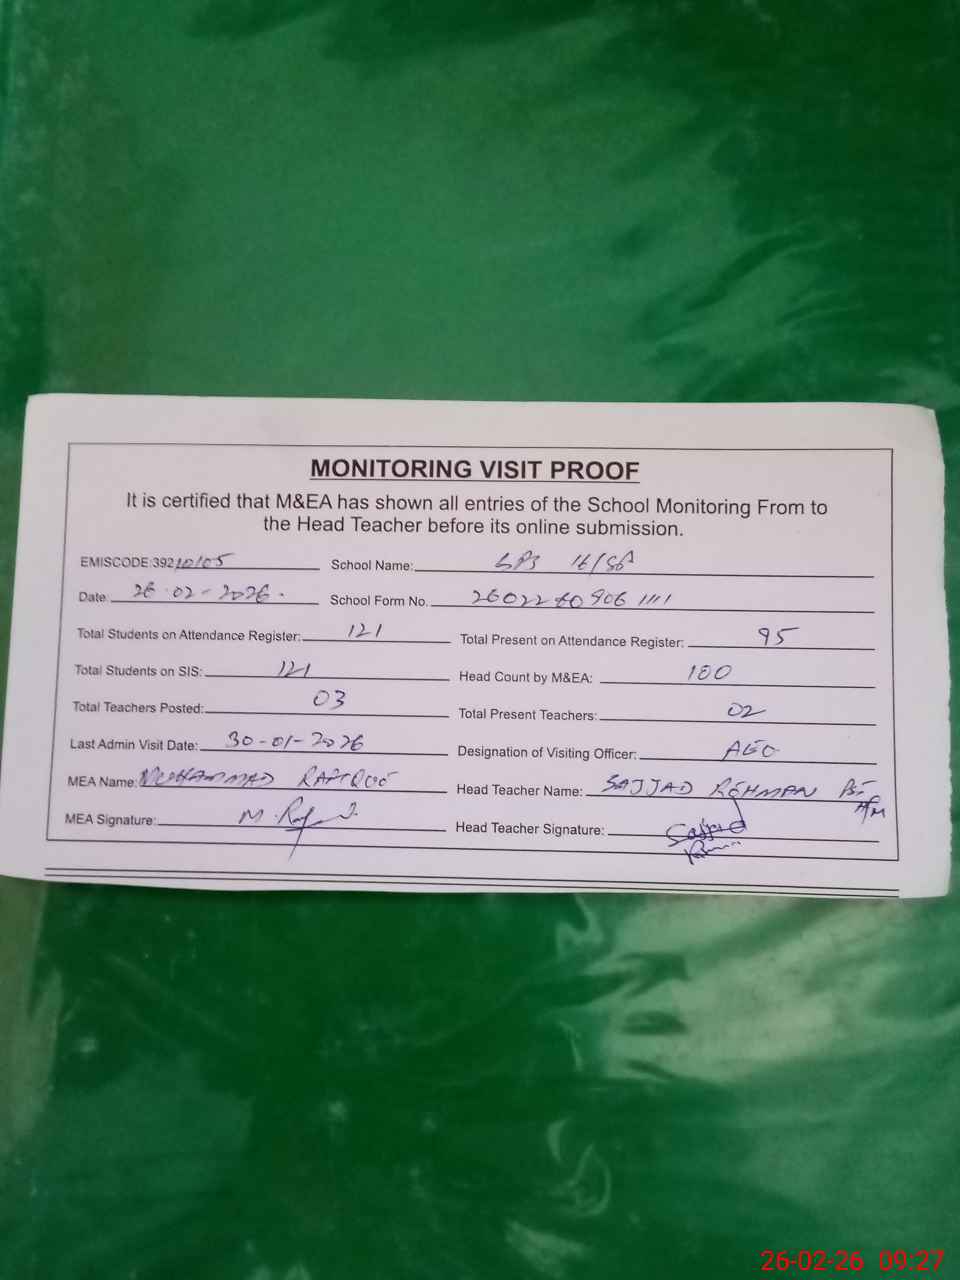 MONITORING VISIT PROOF
It is certified that M&EA has shown all entries of the School Monitoring From to
the Head Teacher before its online submission.
EMISCODE:39210105 School Name: GPS 16/SP
Date: 26-02-2026. School Form No. 26022 1111
Total Students on Attendance Register: 121 Total Present on Attendance Register: 95
Total Students on SIS: 121 Head Count by M&EA: 100
Total Teachers Posted: 03 Total Present Teachers: 02
Last Admin Visit Date: 30-01-2026 Designation of Visiting Officer: AEO
MEA Name: MUHAMMAD Head Teacher Name: SAJJAD REHMAN PST
MEA Signature: Head Teacher Signature: Sajjad
26-02-26 09:27